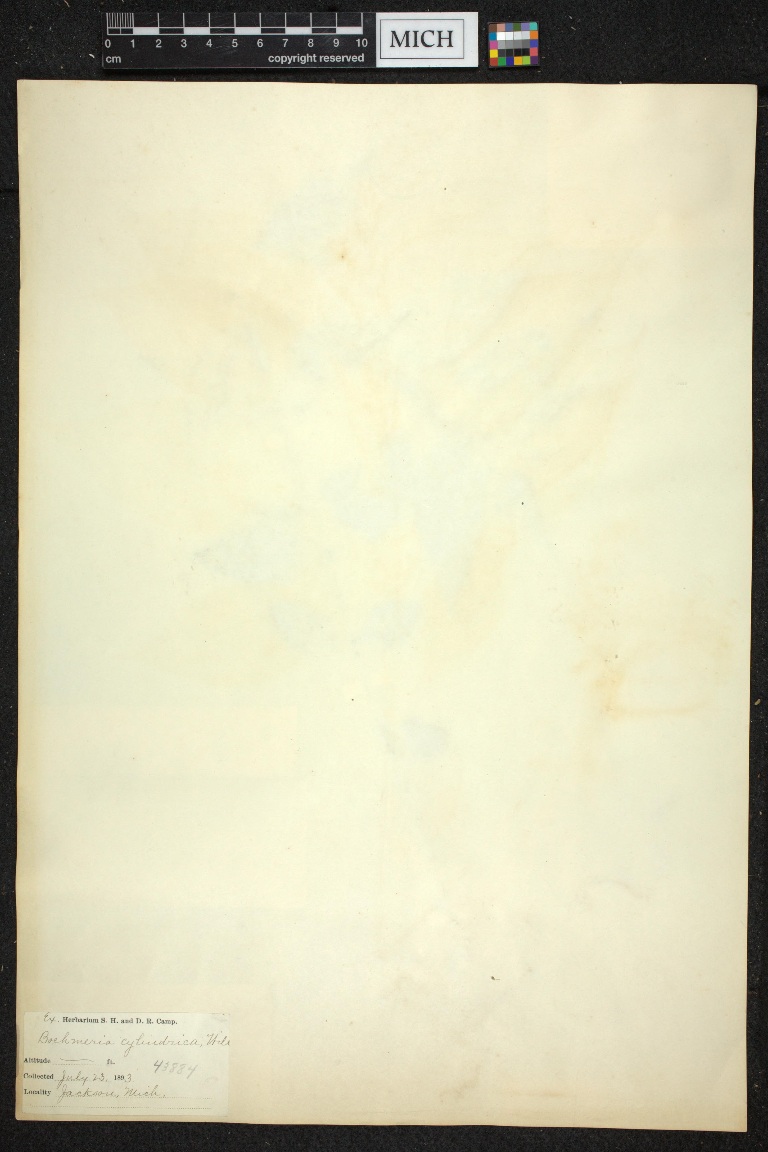 0 1 2 3 4 5 6 7 8 9 10
cm
copyright reserved
MICH
Ex. Herbarium S. H. and D. R. Camp.
Boehmeria cylindrica, Willd
Altitude — ft.
43884
Collected July 23, 1893
Locality Jackson, Mich.